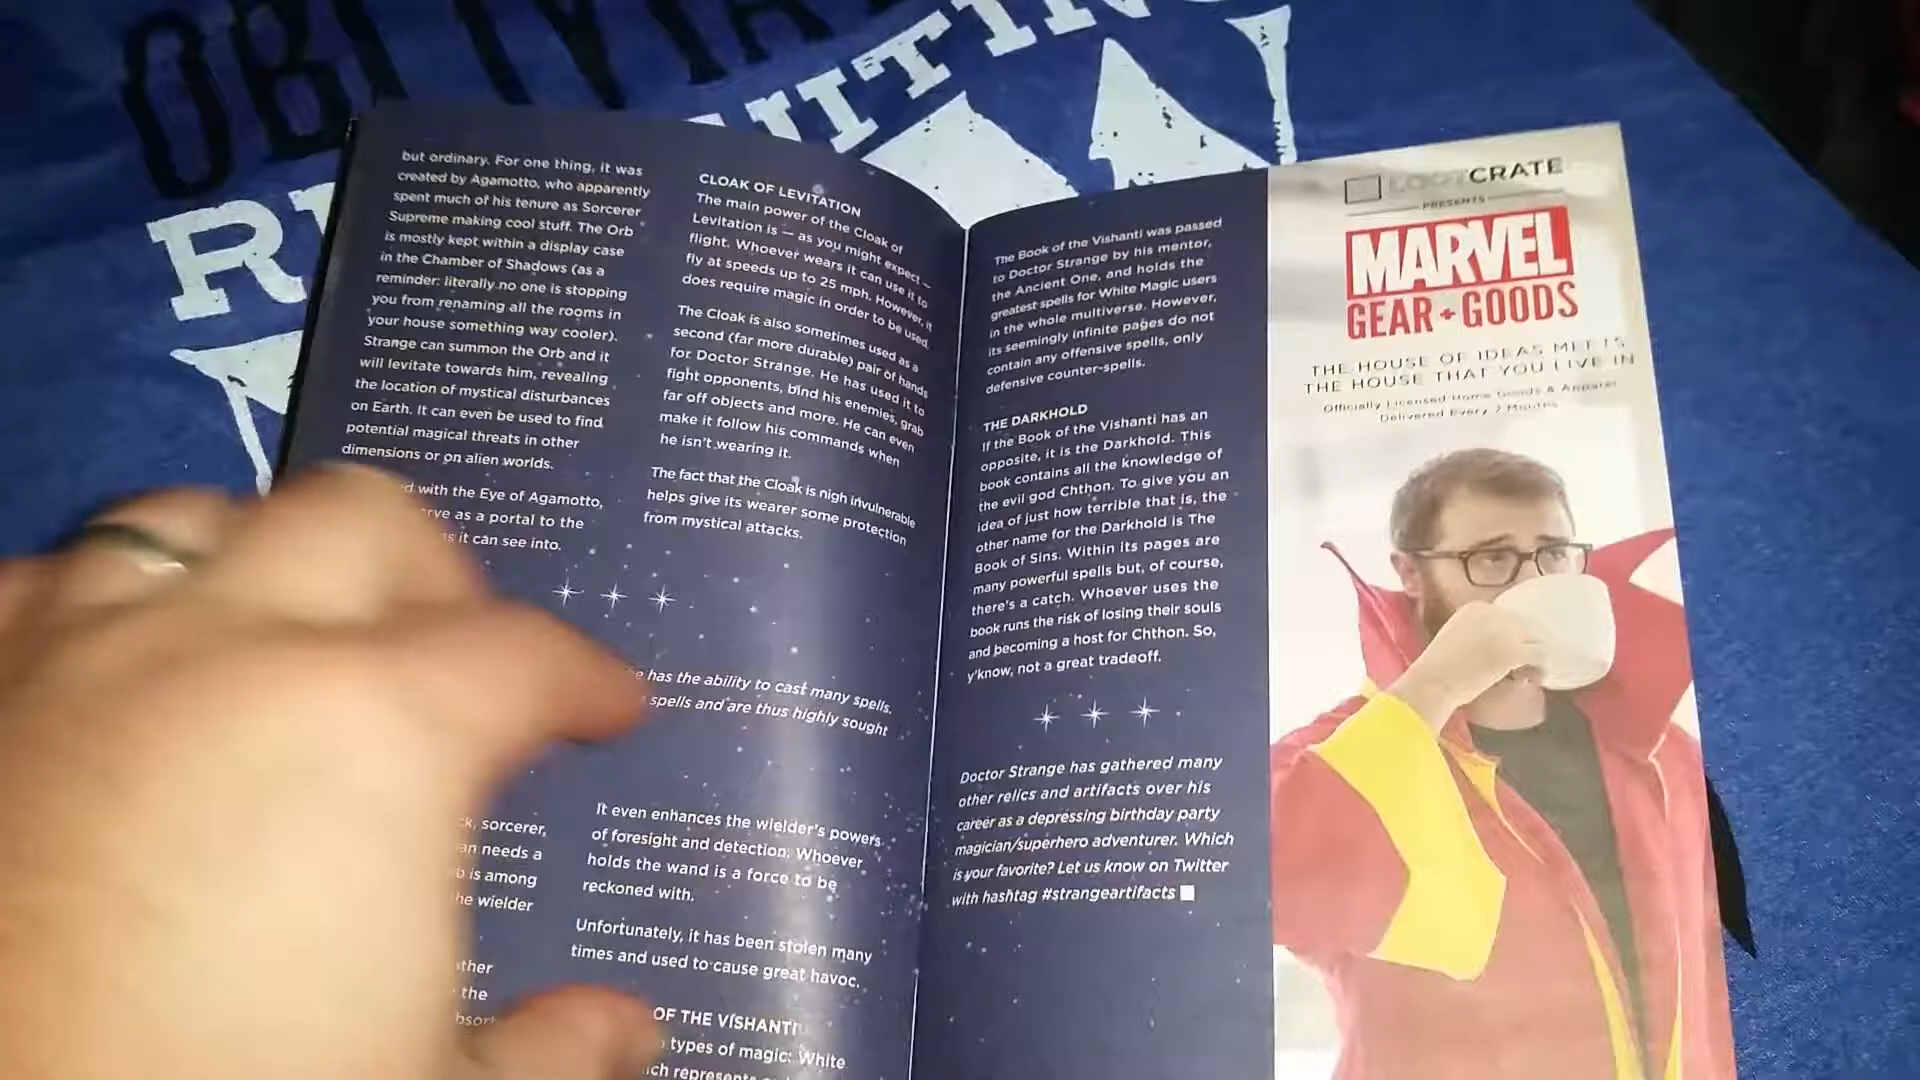 OBLIVIA
R
UTING
W
but ordinary. For one thing, it was
created by Agamotto, who apparently
spent much of his tenure as Sorcerer
Supreme making cool stuff. The Orb
is mostly kept within a display case
in the Chamber of Shadows (as a
reminder: literally no one is stopping
you from renaming all the rooms in
your house something way cooler).
Strange can summon the Orb and it
will levitate towards him, revealing
the location of mystical disturbances
on Earth. It can even be used to find
potential magical threats in other
dimensions or on alien worlds.
with the Eye of Agamotto,
as a portal to the
it can see into.
CLOAK OF LEVITATION
The main power of the Cloak of
Levitation is — as you might expect —
flight. Whoever wears it can use it to
fly at speeds up to 25 mph. However, it
does require magic in order to be used.
The Cloak is also sometimes used as a
second (far more durable) pair of hands
for Doctor Strange. He has used it to
fight opponents, bind his enemies, grab
far off objects and more. He can even
make it follow his commands when
he isn't wearing it.
The fact that the Cloak is nigh invulnerable
helps give its wearer some protection
from mystical attacks.
has the ability to cast many spells.
spells and are thus highly sought
sorcerer,
needs a
is among
wielder
the
It even enhances the wielder's powers
of foresight and detection. Whoever
holds the wand is a force to be
reckoned with.
Unfortunately, it has been stolen many
times and used to cause great havoc.
OF THE VISHANTI
types of magic: White
represents
The Book of the Vishanti was passed
to Doctor Strange by his mentor,
the Ancient One, and holds the
greatest spells for White Magic users
in the whole multiverse. However,
its seemingly infinite pages do not
contain any offensive spells, only
defensive counter-spells.
THE DARKHOLD
If the Book of the Vishanti has an
opposite, it is the Darkhold. This
book contains all the knowledge of
the evil god Chthon. To give you an
idea of just how terrible that is, the
other name for the Darkhold is The
Book of Sins. Within its pages are
many powerful spells but, of course,
there's a catch. Whoever uses the
book runs the risk of losing their souls
and becoming a host for Chthon. So,
y'know, not a great tradeoff.
Doctor Strange has gathered many
other relics and artifacts over his
career as a depressing birthday party
magician/superhero adventurer. Which
is your favorite? Let us know on Twitter
with hashtag #strangeartifacts
LOOTCRATE
PRESENTS
MARVEL
GEAR + GOODS
THE HOUSE OF IDEAS MEETS
THE HOUSE THAT YOU LIVE IN
Officially Licensed Home Goods & Apparel
Delivered Every 2 Months